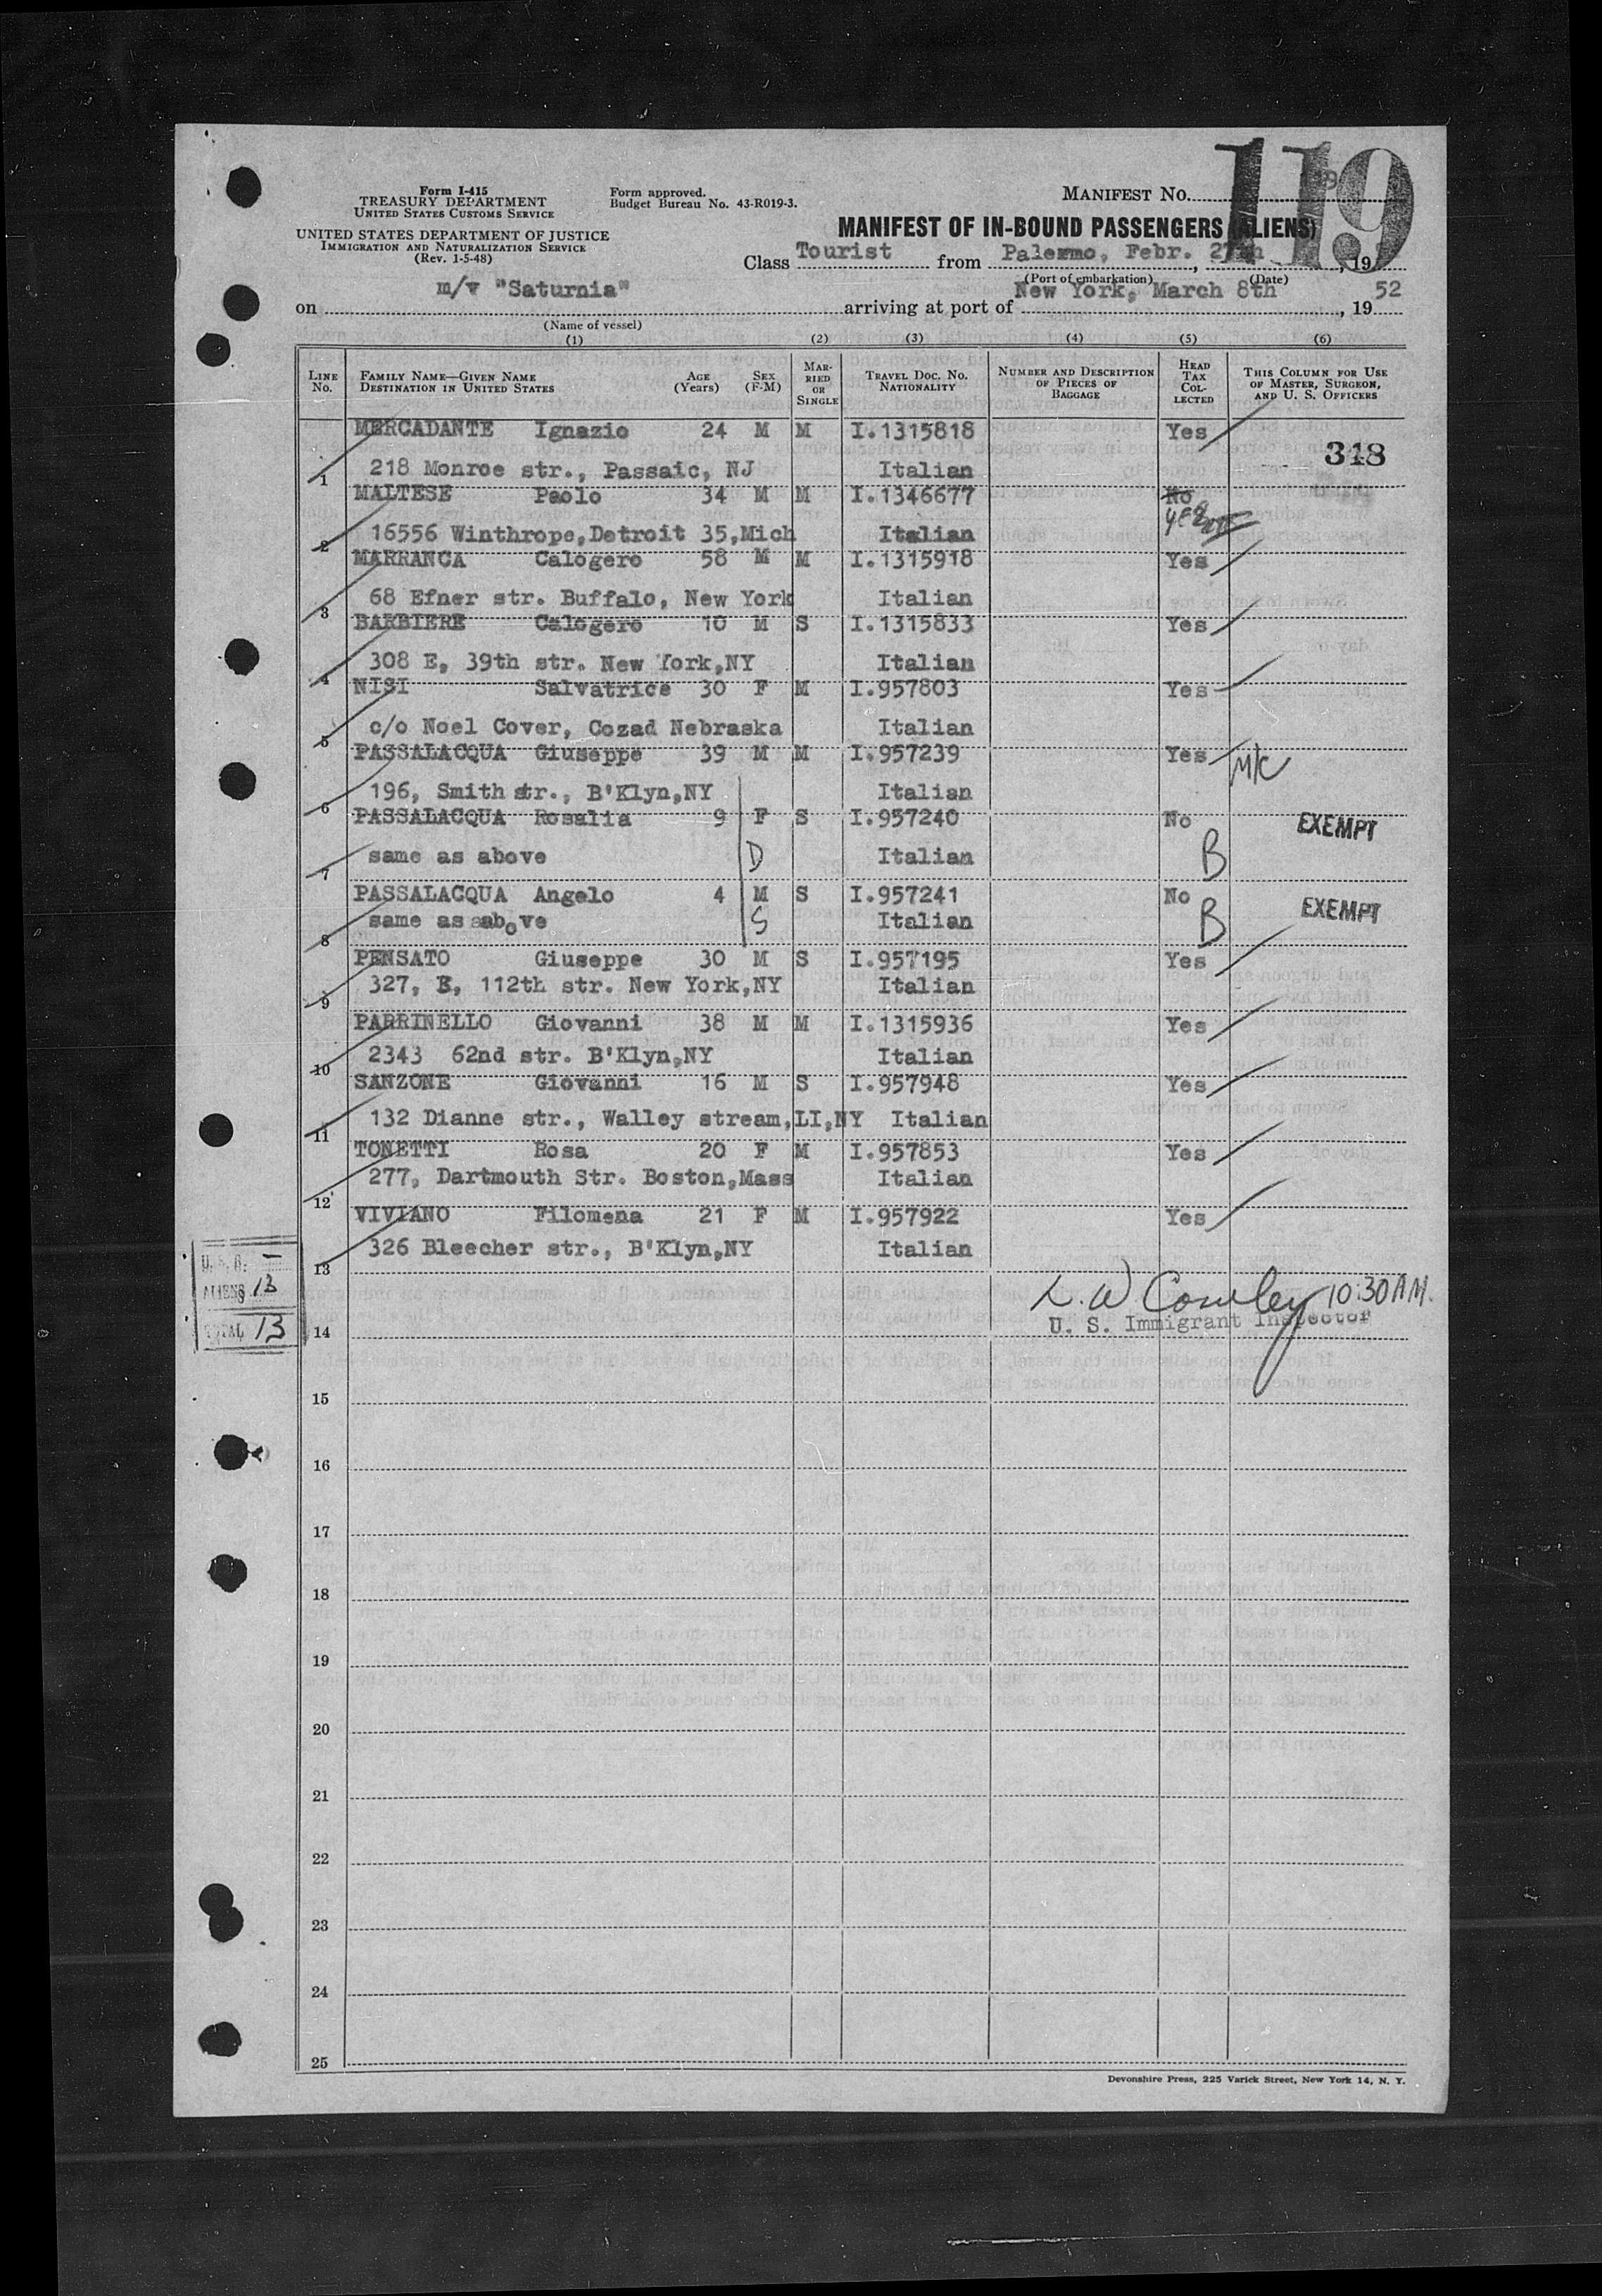 119
Form I-415
TREASURY DEPARTMENT
UNITED STATES CUSTOMS SERVICE
UNITED STATES DEPARTMENT OF JUSTICE
IMMIGRATION AND NATURALIZATION SERVICE
(Rev. 1-5-48)
Form approved.
Budget Bureau No. 43-R019-3.
MANIFEST No.
MANIFEST OF IN-BOUND PASSENGERS (ALIENS)
Class Tourist from Palermo, Febr. 27th, 19
(Port of embarkation) (Date)
on m/v "Saturnia" arriving at port of New York, March 8th, 19 52
(Name of vessel)
(1) (2) (3) (4) (5) (6)
LINE No. FAMILY NAME—GIVEN NAME DESTINATION IN UNITED STATES AGE (Years) SEX (F-M) MARRIED OR SINGLE TRAVEL DOC. NO. NATIONALITY NUMBER AND DESCRIPTION OF PIECES OF BAGGAGE HEAD TAX COLLECTED THIS COLUMN FOR USE OF MASTER, SURGEON, AND U. S. OFFICERS
MERCADANTE Ignazio 24 M M I.1315818 Yes
318
1 218 Monroe str., Passaic, NJ Italian
MALTESE Paolo 34 M M I.1346677 No
yes
2 16556 Winthrope,Detroit 35,Mich Italian
MARRANCA Calogero 58 M M I.1315918 Yes
3 68 Efner str. Buffalo, New York Italian
BARBIERE Calogero 10 M S I.1315833 Yes
4 308 E, 39th str. New York,NY Italian
NISI Salvatrice 30 F M I.957803 Yes
5 c/o Noel Cover, Cozad Nebraska Italian
PASSALACQUA Giuseppe 39 M M I.957239 Yes M/C
6 196, Smith str., B'Klyn,NY Italian
PASSALACQUA Rosalia 9 F S I.957240 No EXEMPT
7 same as above D Italian B
PASSALACQUA Angelo 4 M S I.957241 No EXEMPT
8 same as above S Italian B
PENSATO Giuseppe 30 M S I.957195 Yes
9 327, E, 112th str. New York,NY Italian
PARRINELLO Giovanni 38 M M I.1315936 Yes
10 2343 62nd str. B'Klyn,NY Italian
SANZONE Giovanni 16 M S I.957948 Yes
11 132 Dianne str., Walley stream,LI,NY Italian
TONETTI Rosa 20 F M I.957853 Yes
12 277, Dartmouth Str. Boston,Mass Italian
VIVIANO Filomena 21 F M I.957922 Yes
13 326 Bleecher str., B'Klyn,NY Italian
U.S.A. —
ALIENS 13
TOTAL 13
L. W Conley 10:30 AM.
U. S. Immigrant Inspector
14
15
16
17
18
19
20
21
22
23
24
25
Devonshire Press, 225 Varick Street, New York 14, N. Y.